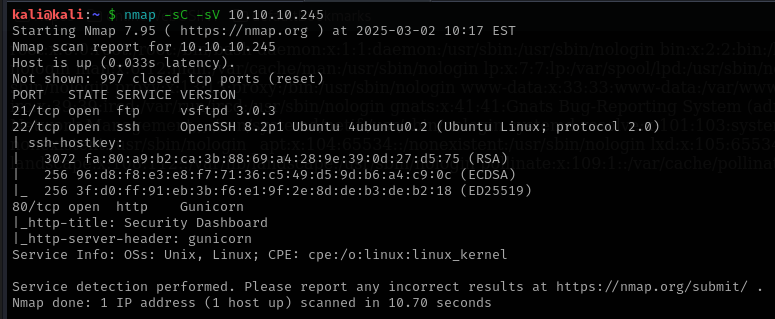 kali@kali:~ $ nmap -sC -sV 10.10.10.245
Starting Nmap 7.95 ( https://nmap.org ) at 2025-03-02 10:17 EST
Nmap scan report for 10.10.10.245
Host is up (0.033s latency).
Not shown: 997 closed tcp ports (reset)
PORT   STATE SERVICE VERSION
21/tcp open  ftp     vsftpd 3.0.3
22/tcp open  ssh     OpenSSH 8.2p1 Ubuntu 4ubuntu0.2 (Ubuntu Linux; protocol 2.0)
| ssh-hostkey:
|   3072 fa:80:a9:b2:ca:3b:88:69:a4:28:9e:39:0d:27:d5:75 (RSA)
|   256 96:d8:f8:e3:e8:f7:71:36:c5:49:d5:9d:b6:a4:c9:0c (ECDSA)
|_  256 3f:d0:ff:91:eb:3b:f6:e1:9f:2e:8d:de:b3:de:b2:18 (ED25519)
80/tcp open  http    Gunicorn
|_http-title: Security Dashboard
|_http-server-header: gunicorn
Service Info: OSs: Unix, Linux; CPE: cpe:/o:linux:linux_kernel

Service detection performed. Please report any incorrect results at https://nmap.org/submit/ .
Nmap done: 1 IP address (1 host up) scanned in 10.70 seconds